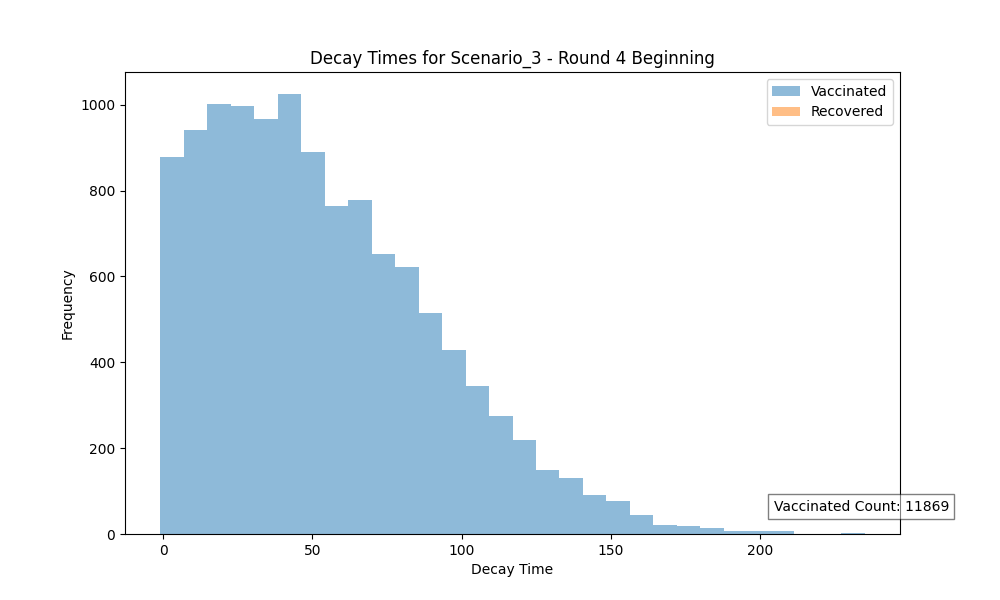 Decay Times for Scenario_3 - Round 4 Beginning
Vaccinated
Recovered
1000
800
600
400
200
0
Frequency
Vaccinated Count: 11869
0
50
100
150
200
Decay Time